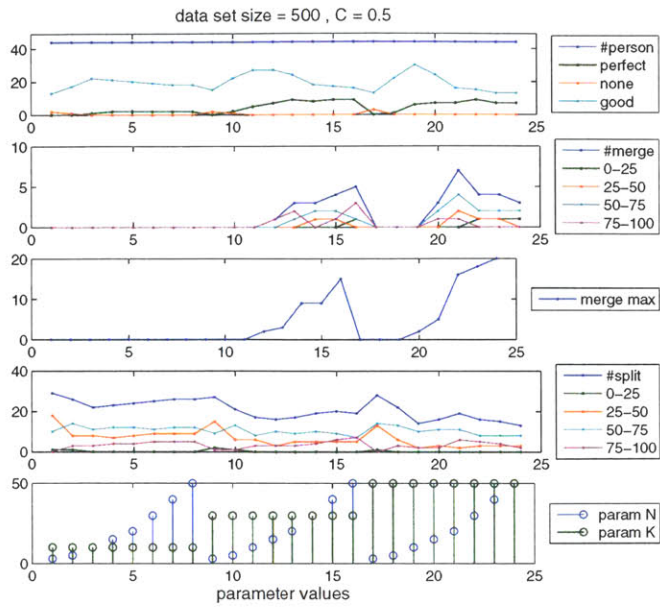 data set size = 500 , C = 0.5
40
20
0
0 5 10 15 20 25
#person
perfect
none
good
10
5
0
0 5 10 15 20 25
#merge
0-25
25-50
50-75
75-100
20
10
0
0 5 10 15 20 25
merge max
40
20
0
0 5 10 15 20 25
#split
0-25
25-50
50-75
75-100
50
0
0 5 10 15 20 25
parameter values
param N
param K